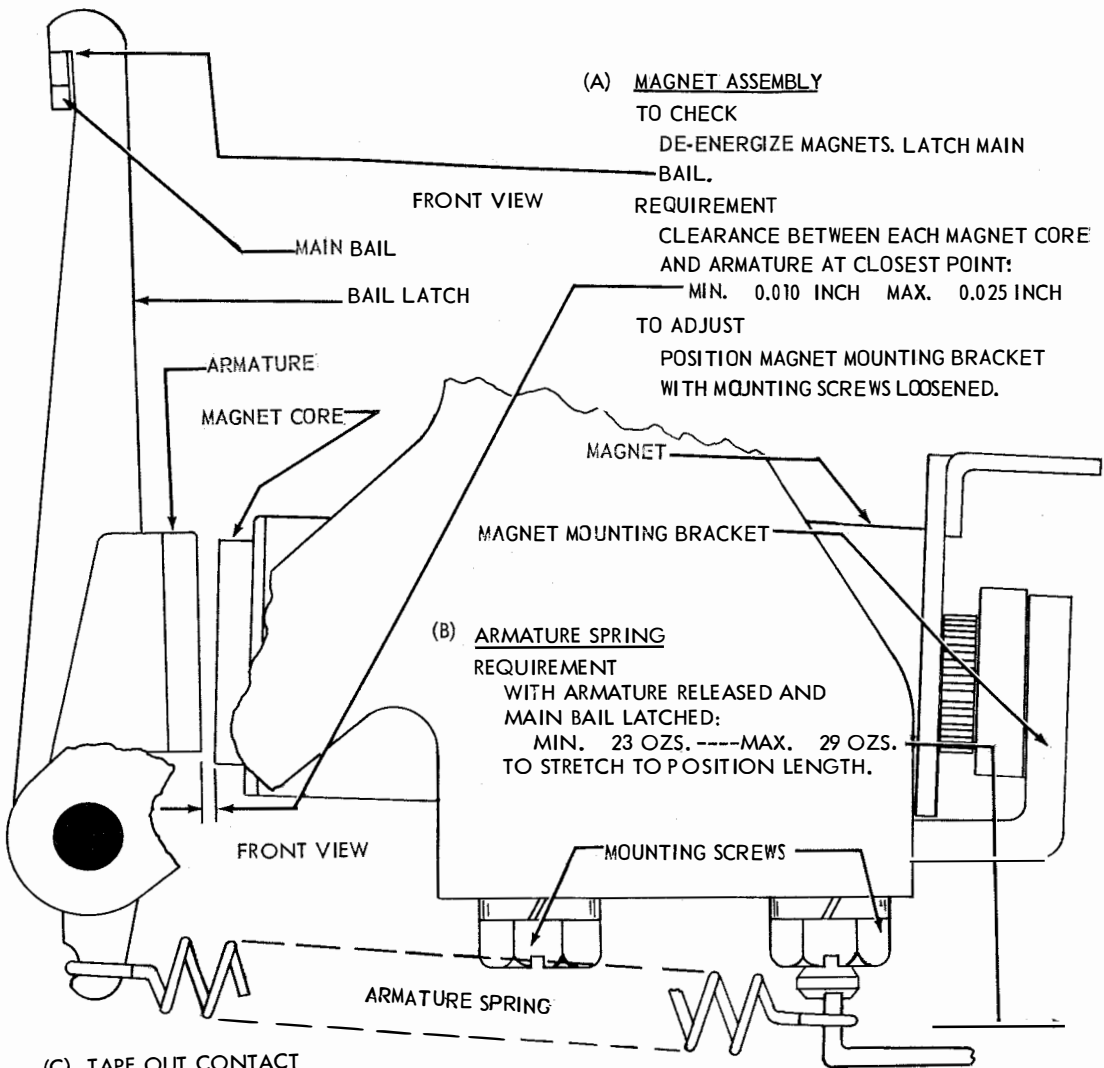 (A) MAGNET ASSEMBLY
TO CHECK
DE-ENERGIZE MAGNETS. LATCH MAIN
BAIL.
FRONT VIEW
REQUIREMENT
CLEARANCE BETWEEN EACH MAGNET CORE
AND ARMATURE AT CLOSEST POINT:
MIN. 0.010 INCH MAX. 0.025 INCH
TO ADJUST
POSITION MAGNET MOUNTING BRACKET
WITH MOUNTING SCREWS LOOSENED.
MAIN BAIL
BAIL LATCH
ARMATURE
MAGNET CORE
MAGNET
MAGNET MOUNTING BRACKET
(B) ARMATURE SPRING
REQUIREMENT
WITH ARMATURE RELEASED AND
MAIN BAIL LATCHED:
MIN. 23 OZS. ----MAX. 29 OZS.
TO STRETCH TO POSITION LENGTH.
FRONT VIEW
MOUNTING SCREWS
ARMATURE SPRING
(C) TAPE OUT CONTACT